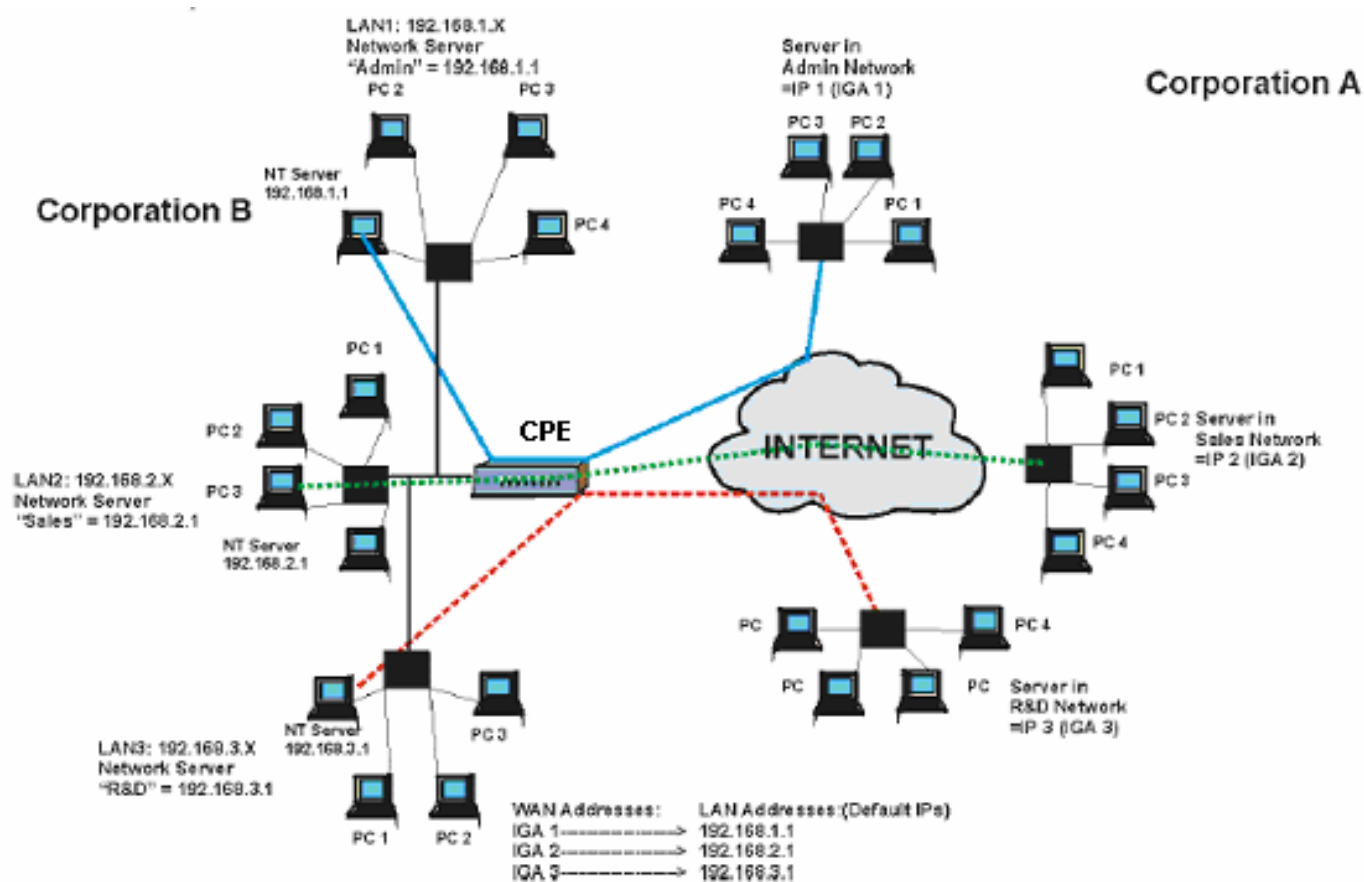 LAN1: 192.168.1.X
Network Server
"Admin" = 192.168.1.1
PC 2
PC 3
NT Server
192.168.1.1
PC 4
Corporation B
Server in
Admin Network
=IP 1 (IGA 1)
PC 3
PC 2
PC 4
PC 1
Corporation A
PC 1
PC 2
PC 3
LAN2: 192.168.2.X
Network Server
"Sales" = 192.168.2.1
NT Server
192.168.2.1
CPE
INTERNET
PC 1
PC 2
Server in
Sales Network
=IP 2 (IGA 2)
PC 3
PC 4
NT Server
192.168.3.1
PC 3
LAN3: 192.168.3.X
Network Server
"R&D" = 192.168.3.1
PC 1
PC 2
PC
PC 4
PC
PC
Server in
R&D Network
=IP 3 (IGA 3)
WAN Addresses: LAN Addresses:(Default IPs)
IGA 1--------------------> 192.168.1.1
IGA 2--------------------> 192.168.2.1
IGA 3--------------------> 192.168.3.1